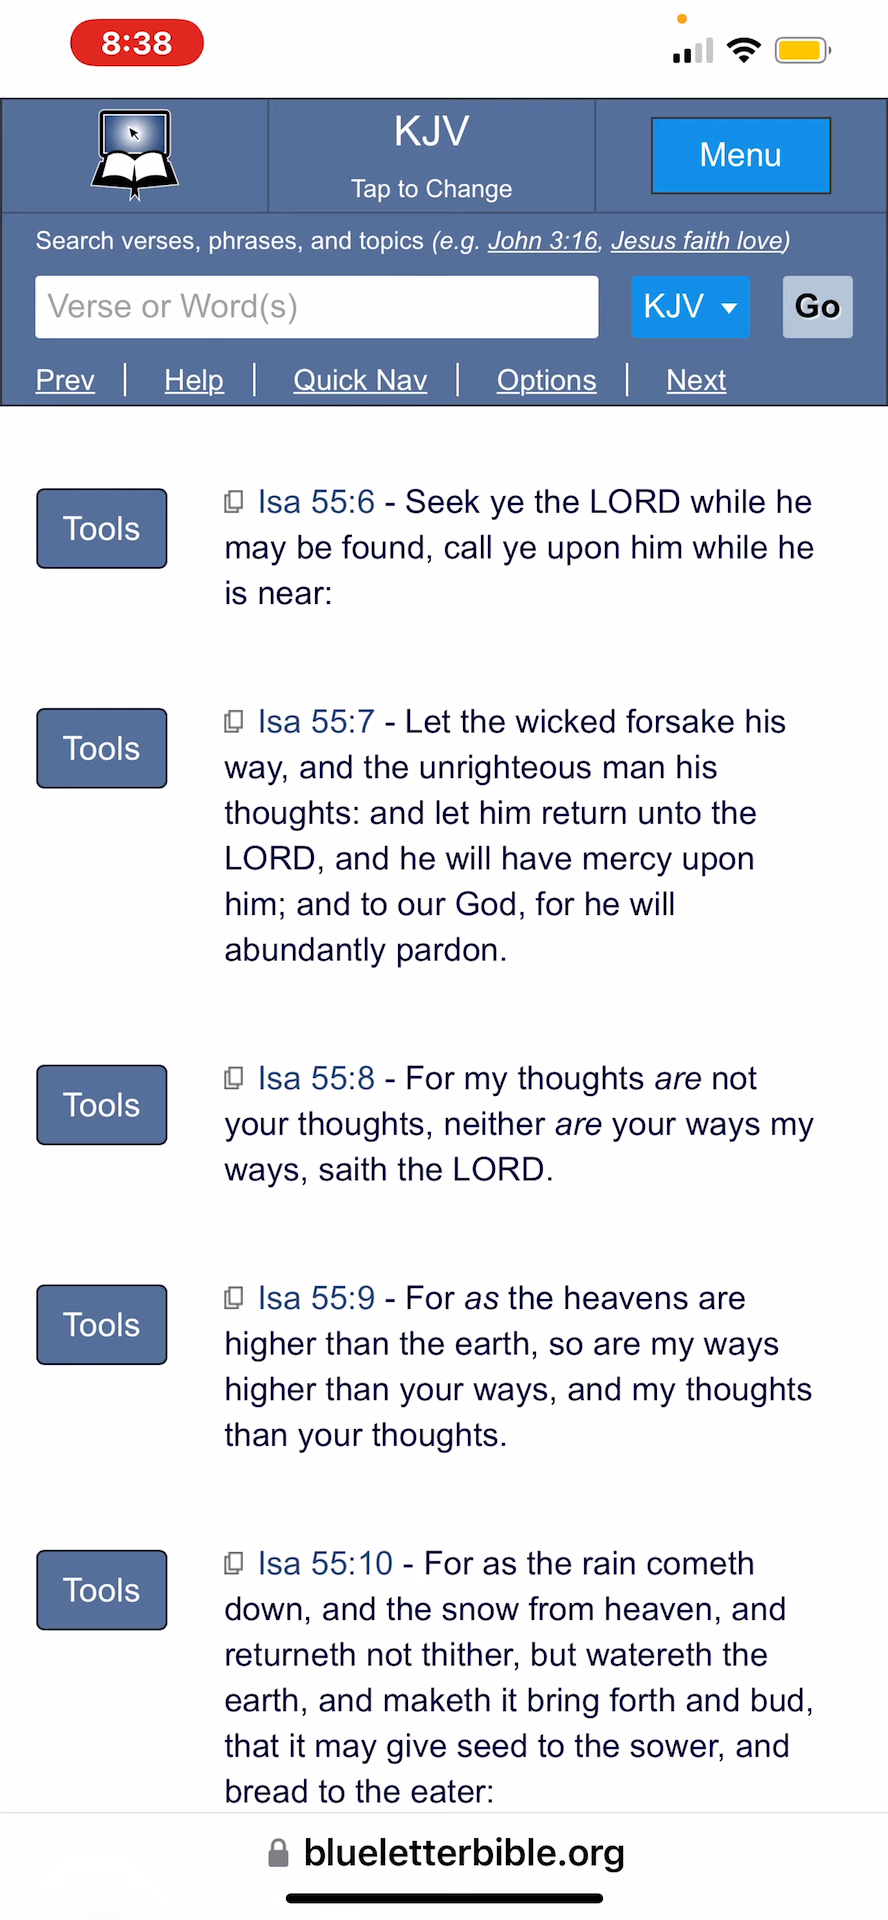 8:38
KJV
Tap to Change
Menu
Search verses, phrases, and topics (e.g. John 3:16, Jesus faith love)
Verse or Word(s)
KJV
Go
Prev | Help | Quick Nav | Options | Next
Tools
Isa 55:6 - Seek ye the LORD while he
may be found, call ye upon him while he
is near:
Tools
Isa 55:7 - Let the wicked forsake his
way, and the unrighteous man his
thoughts: and let him return unto the
LORD, and he will have mercy upon
him; and to our God, for he will
abundantly pardon.
Tools
Isa 55:8 - For my thoughts are not
your thoughts, neither are your ways my
ways, saith the LORD.
Tools
Isa 55:9 - For as the heavens are
higher than the earth, so are my ways
higher than your ways, and my thoughts
than your thoughts.
Tools
Isa 55:10 - For as the rain cometh
down, and the snow from heaven, and
returneth not thither, but watereth the
earth, and maketh it bring forth and bud,
that it may give seed to the sower, and
bread to the eater:
blueletterbible.org